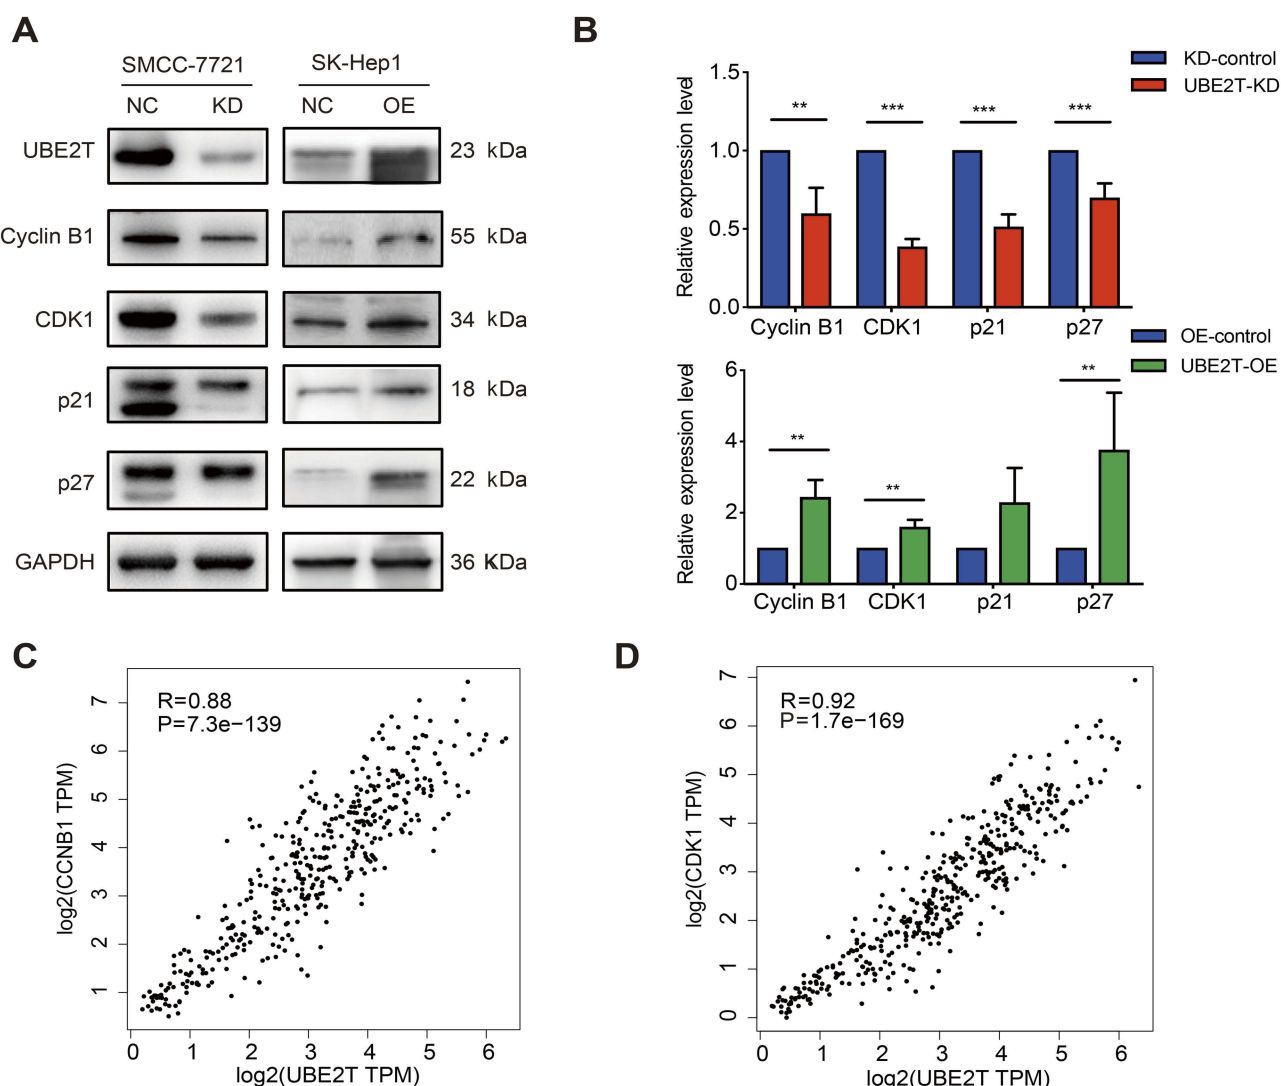 A
SMCC-7721 SK-Hep1
NC KD NC OE
UBE2T 23 kDa
Cyclin B1 55 kDa
CDK1 34 kDa
p21 18 kDa
p27 22 kDa
GAPDH 36 KDa
B
KD-control
UBE2T-KD
Relative expression level
1.5
1.0
0.5
0.0
** *** *** ***
Cyclin B1 CDK1 p21 p27
OE-control
UBE2T-OE
Relative expression level
6
4
2
0
** ** **
Cyclin B1 CDK1 p21 p27
C
R=0.88
P=7.3e−139
log2(CCNB1 TPM)
7
6
5
4
3
2
1
0 1 2 3 4 5 6
log2(UBE2T TPM)
D
R=0.92
P=1.7e−169
log2(CDK1 TPM)
7
6
5
4
3
2
1
0
0 1 2 3 4 5 6
log2(UBE2T TPM)